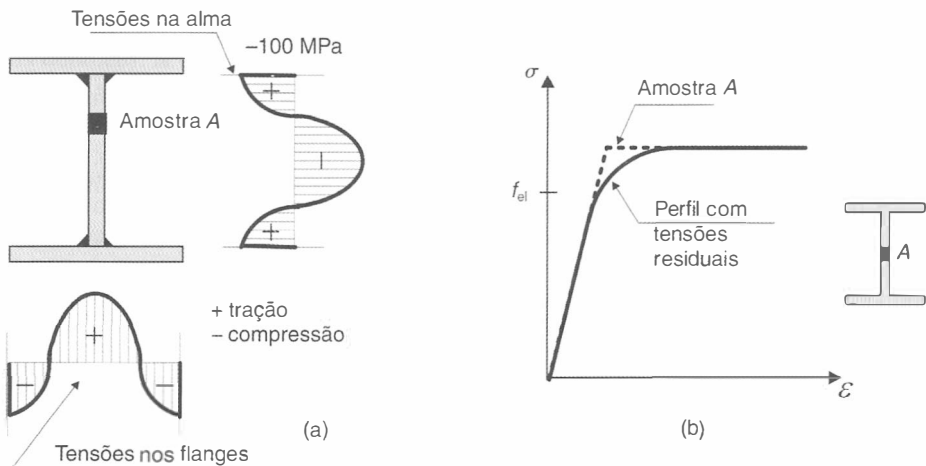 Tensões na alma
–100 MPa
+
Amostra A
–
+
+ tração
– compressão
+
–
–
Tensões nos flanges
(a)
σ
Amostra A
f_el
Perfil com
tensões
residuais
A
ε
(b)